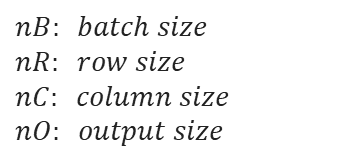 nB: batch size
nR: row size
nC: column size
nO: output size